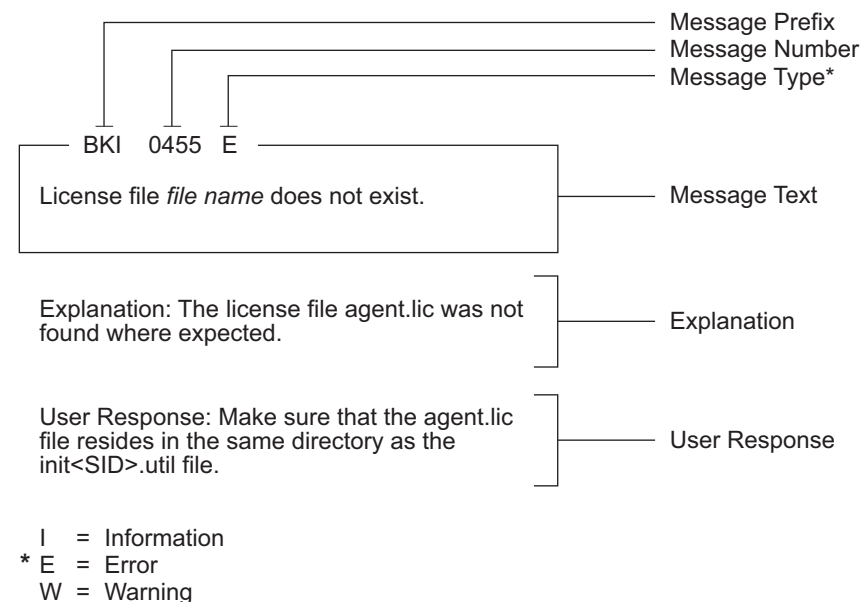 Message Prefix
Message Number
Message Type*
BKI 0455 E
License file file name does not exist.
Message Text
Explanation: The license file agent.lic was not
found where expected.
Explanation
User Response: Make sure that the agent.lic
file resides in the same directory as the
init<SID>.util file.
User Response
I = Information
* E = Error
W = Warning